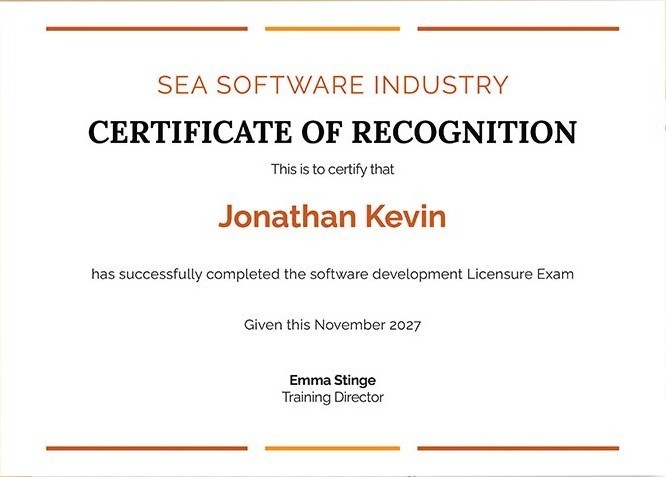 SEA SOFTWARE INDUSTRY
CERTIFICATE OF RECOGNITION
This is to certify that
Jonathan Kevin
has successfully completed the software development Licensure Exam
Given this November 2027
Emma Stinge
Training Director